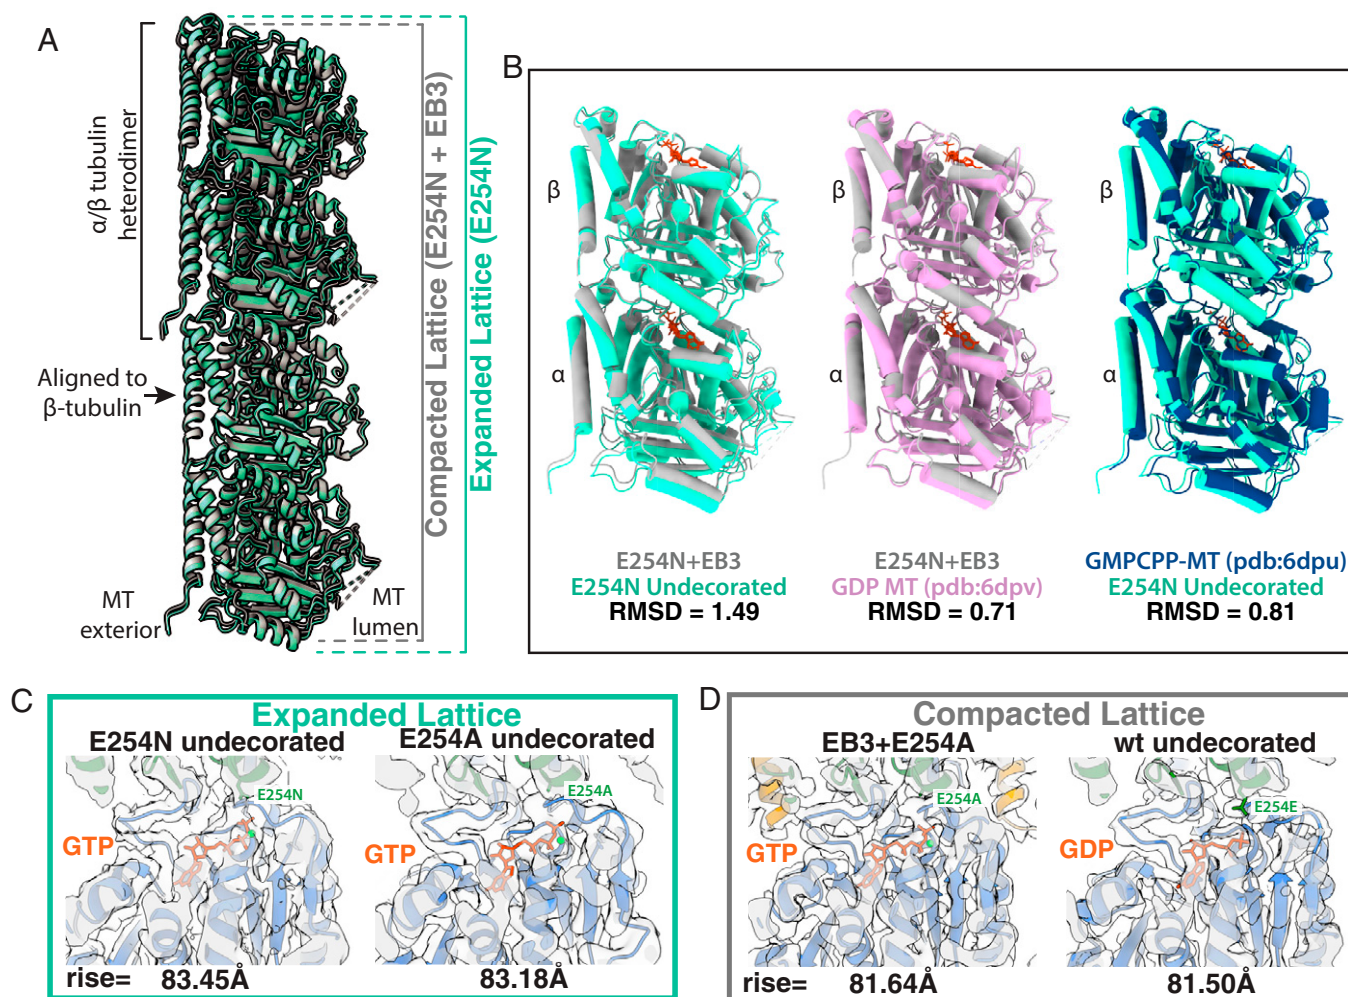 A
α/β tubulin
heterodimer
Aligned to
β-tubulin
MT
exterior
MT
lumen
Compacted Lattice (E254N + EB3)
Expanded Lattice (E254N)
B
β
α
E254N+EB3
E254N Undecorated
RMSD = 1.49
β
α
E254N+EB3
GDP MT (pdb:6dpv)
RMSD = 0.71
β
α
GMPCPP-MT (pdb:6dpu)
E254N Undecorated
RMSD = 0.81
C
Expanded Lattice
E254N undecorated
E254N
GTP
rise= 83.45Å
E254A undecorated
E254A
GTP
83.18Å
D
Compacted Lattice
EB3+E254A
E254A
GTP
rise= 81.64Å
wt undecorated
E254E
GDP
81.50Å